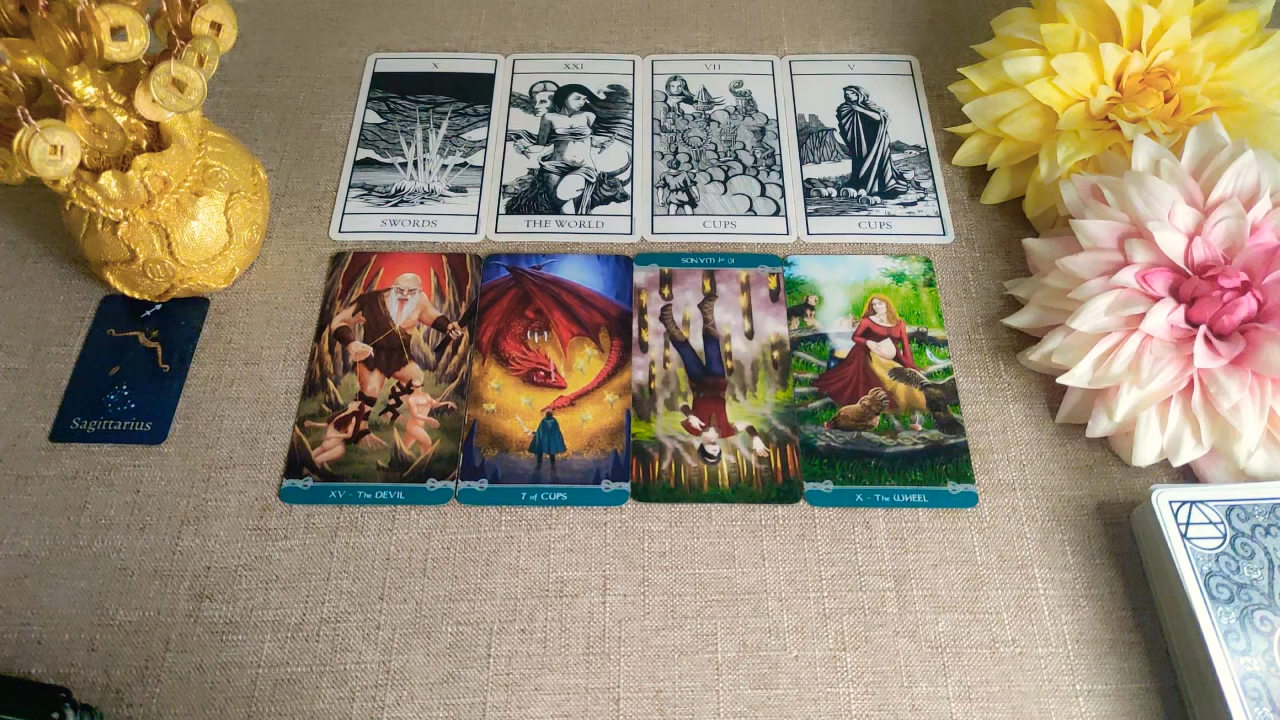 X
SWORDS
XXI
THE WORLD
VII
CUPS
V
CUPS
XV - The DEVIL
7 of CUPS
10 of WANDS
X - The WHEEL
Sagittarius